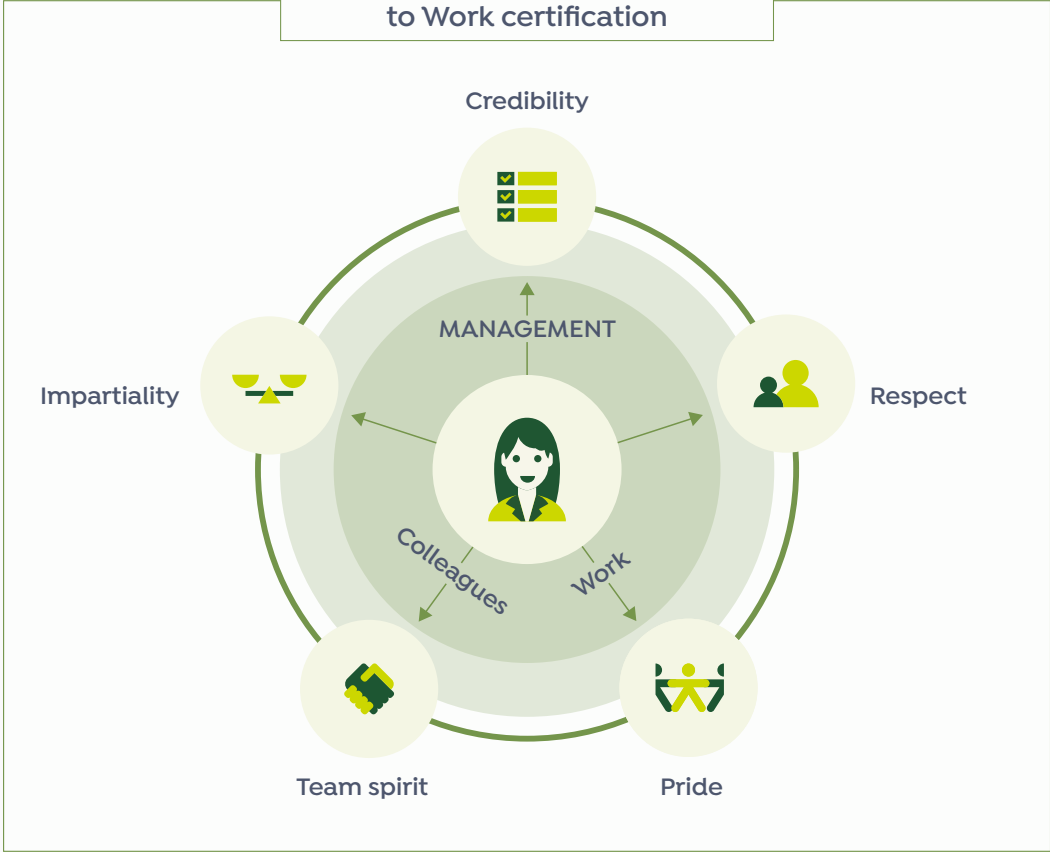 to Work certification
Credibility
MANAGEMENT
Impartiality
Respect
Colleagues
Work
Team spirit
Pride